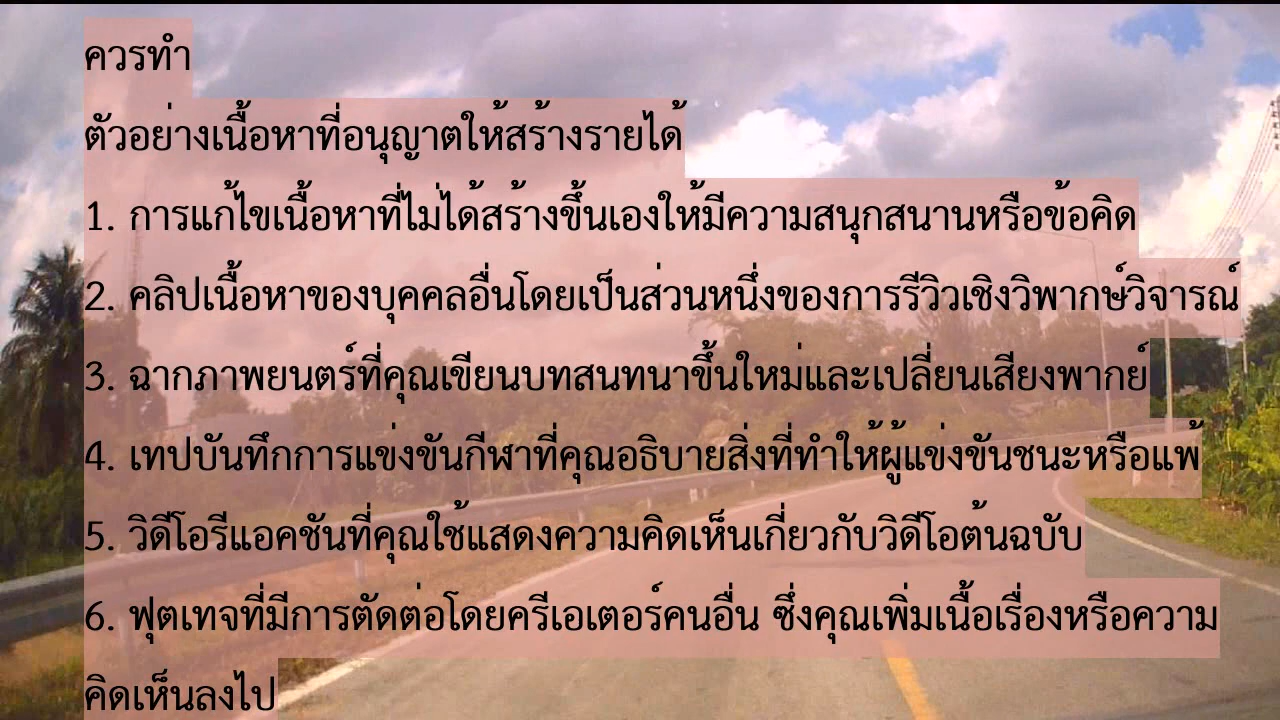 ควรทำ
ตัวอย่างเนื้อหาที่อนุญาตให้สร้างรายได้
1. การแก้ไขเนื้อหาที่ไม่ได้สร้างขึ้นเองให้มีความสนุกสนานหรือข้อคิด
2. คลิปเนื้อหาของบุคคลอื่นโดยเป็นส่วนหนึ่งของการรีวิวเชิงวิพากษ์วิจารณ์
3. ฉากภาพยนตร์ที่คุณเขียนบทสนทนาขึ้นใหม่และเปลี่ยนเสียงพากย์
4. เทปบันทึกการแข่งขันกีฬาที่คุณอธิบายสิ่งที่ทำให้ผู้แข่งขันชนะหรือแพ้
5. วิดีโอรีแอคชันที่คุณใช้แสดงความคิดเห็นเกี่ยวกับวิดีโอต้นฉบับ
6. ฟุตเทจที่มีการตัดต่อโดยครีเอเตอร์คนอื่น ซึ่งคุณเพิ่มเนื้อเรื่องหรือความ
คิดเห็นลงไป